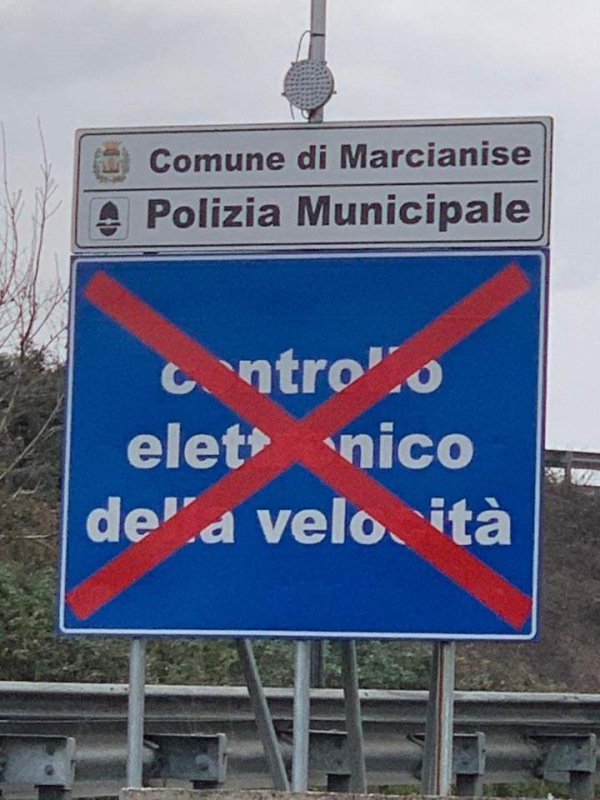 Comune di Marcianise
Polizia Municipale
controllo
elettronico
della velocità